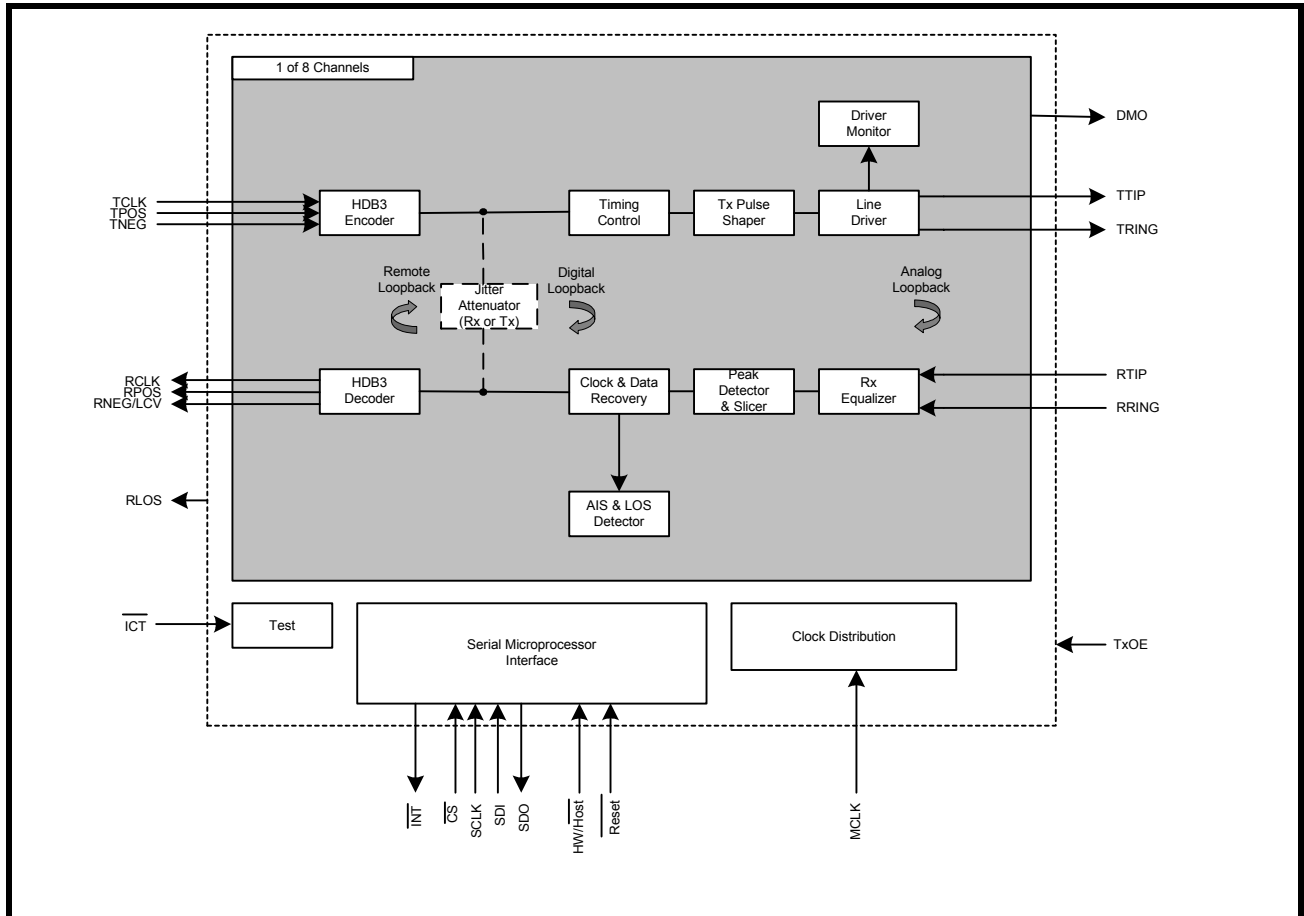 1 of 8 Channels
Driver
Monitor
DMO
TCLK
TPOS
TNEG
HDB3
Encoder
Timing
Control
Tx Pulse
Shaper
Line
Driver
TTIP
TRING
Remote
Loopback
Jitter
Attenuator
(Rx or Tx)
Digital
Loopback
Analog
Loopback
RCLK
RPOS
RNEG/LCV
HDB3
Decoder
Clock & Data
Recovery
Peak
Detector
& Slicer
Rx
Equalizer
RTIP
RRING
RLOS
AIS & LOS
Detector
ICT
Test
Serial Microprocessor
Interface
Clock Distribution
TxOE
INT
CS
SCLK
SDI
SDO
HW/Host
Reset
MCLK